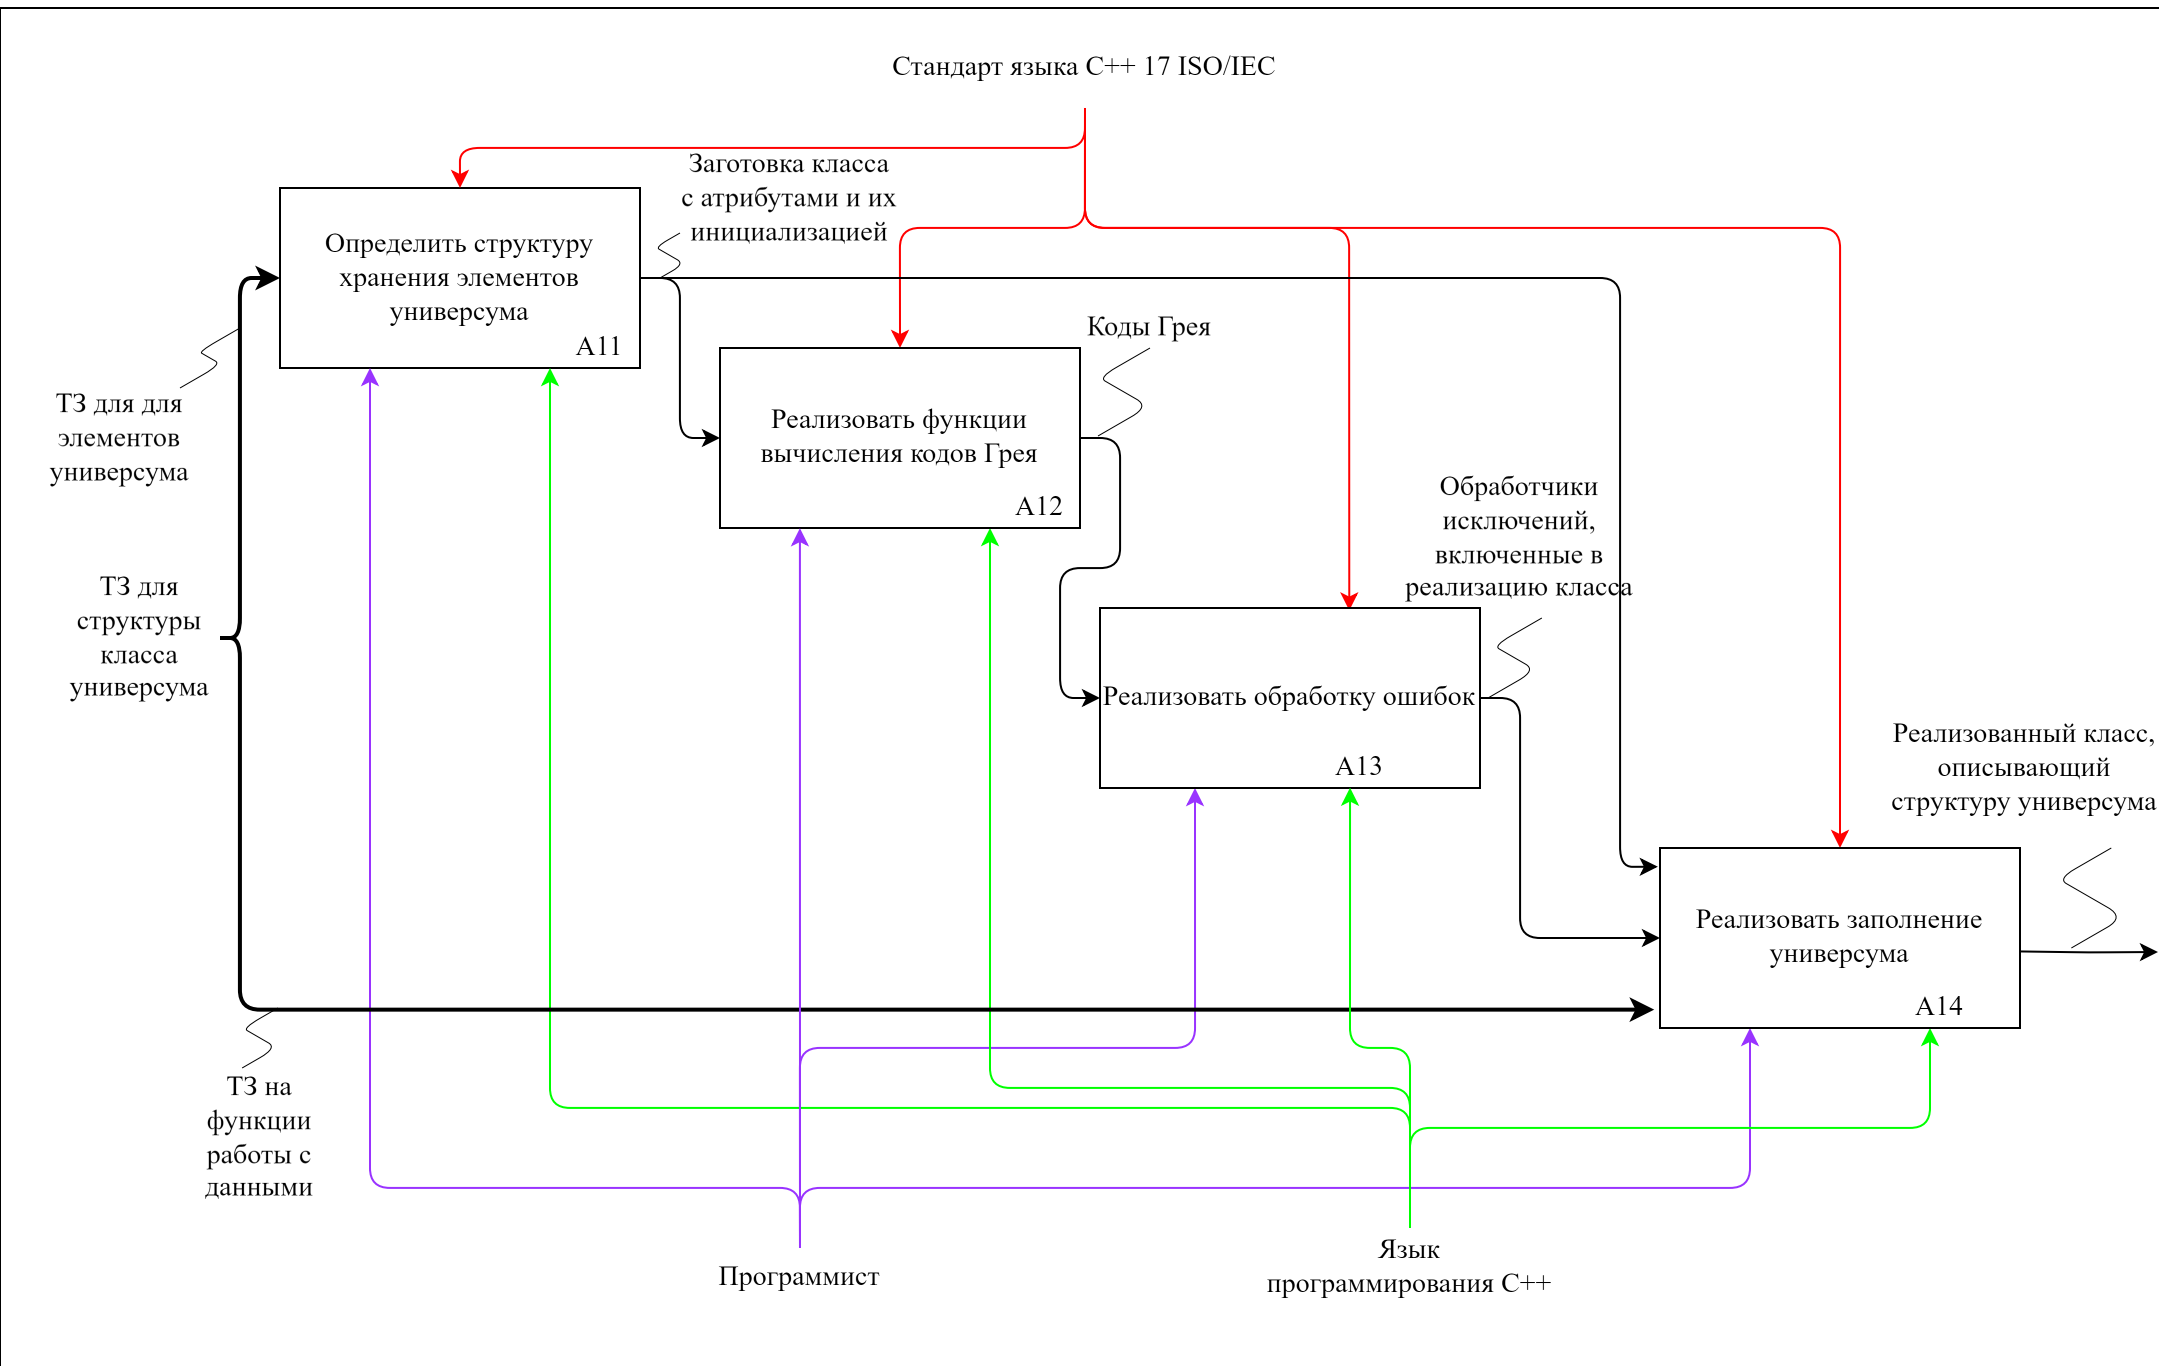 Стандарт языка C++ 17 ISO/IEC
Заготовка класса
с атрибутами и их
инициализацией
Определить структуру
хранения элементов
универсума
A11
Коды Грея
ТЗ для для
элементов
универсума
Реализовать функции
вычисления кодов Грея
A12
Обработчики
исключений,
включенные в
реализацию класса
ТЗ для
структуры
класса
универсума
Реализовать обработку ошибок
A13
Реализованный класс,
описывающий
структуру универсума
Реализовать заполнение
универсума
A14
ТЗ на
функции
работы с
данными
Программист
Язык
программирования C++